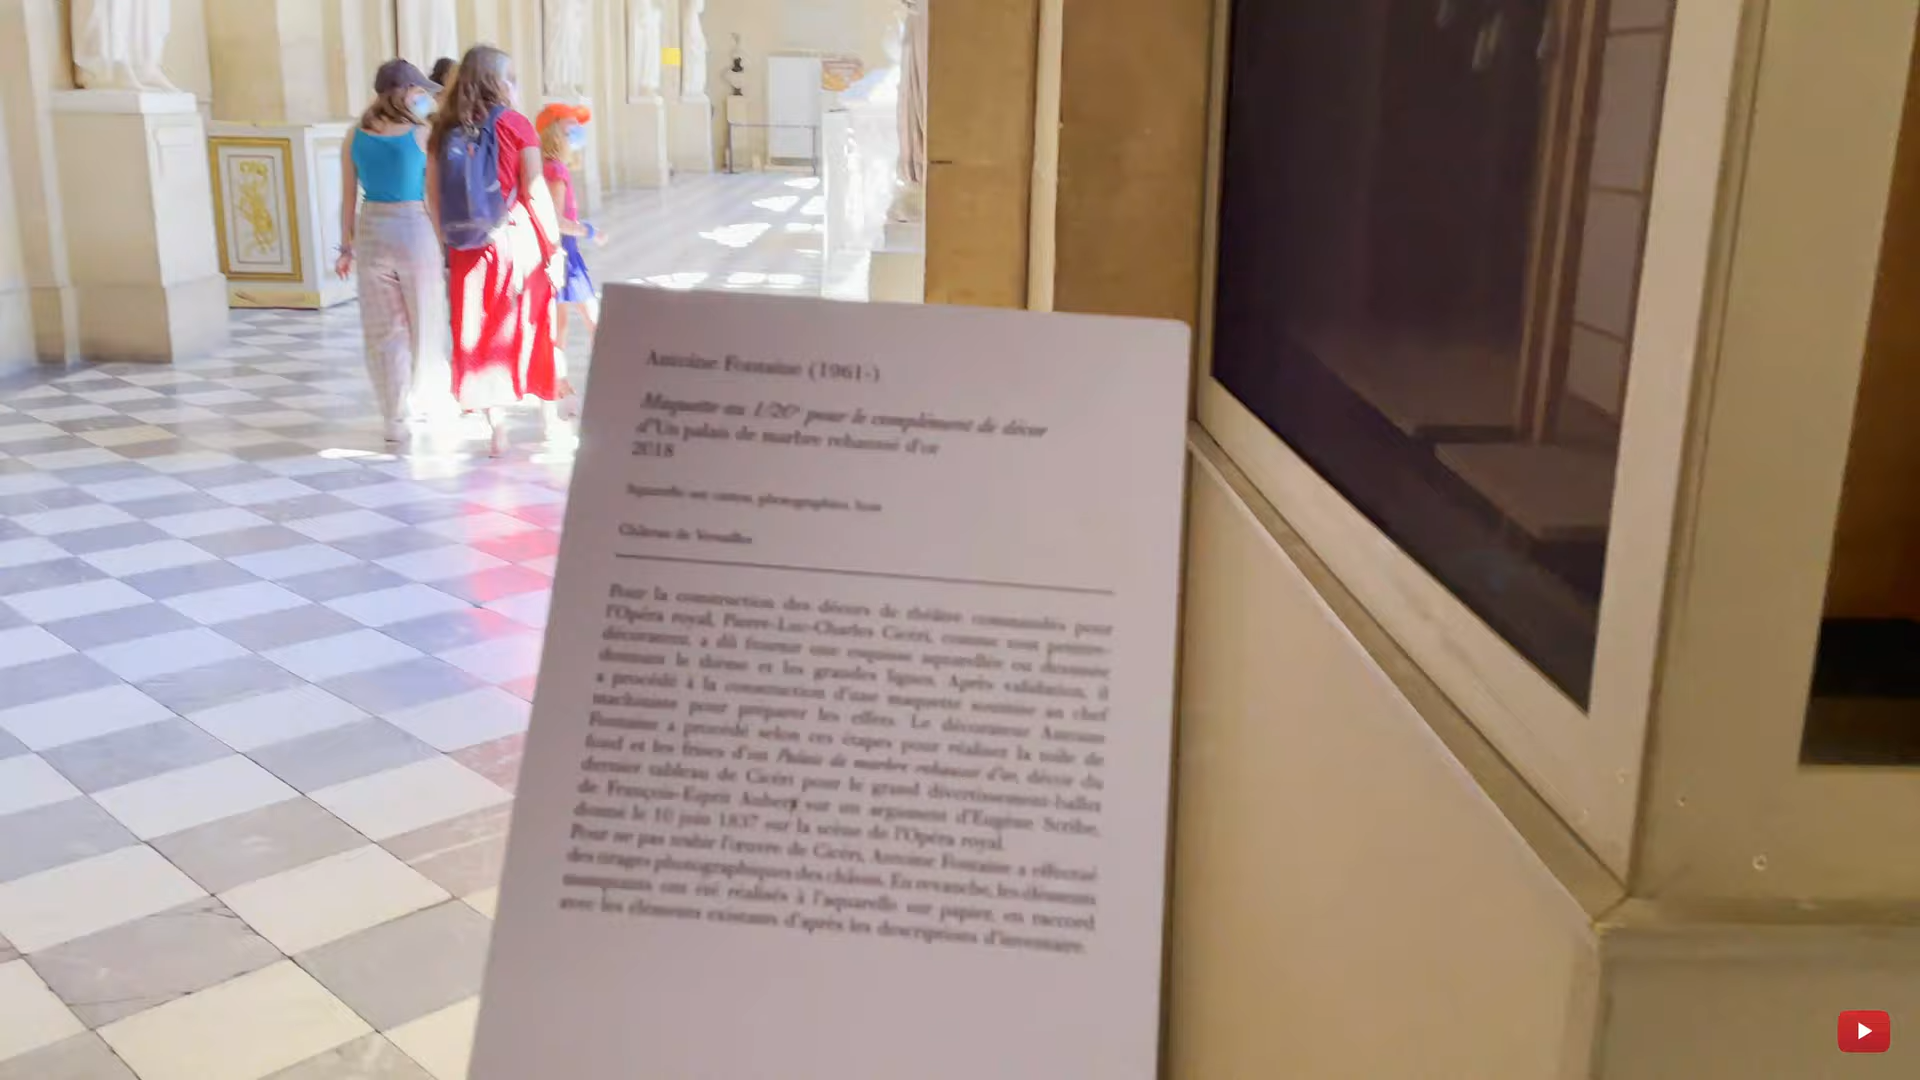 Antoine Fontaine (1961-)
Maquette au 1/20e pour le complément de décor
d'Un palais de marbre rehaussé d'or
2018
Aquarelle sur carton, photographies, bois
Château de Versailles
Pour la construction des décors de théâtre commandés pour
l'Opéra royal, Pierre-Luc-Charles Cicéri, comme tout peintre-
décorateur, a dû fournir une esquisse aquarellée ou dessinée
donnant le thème et les grandes lignes. Après validation, il
a procédé à la construction d'une maquette soumise au chef
machiniste pour préparer les effets. Le décorateur Antoine
Fontaine a procédé selon ces étapes pour réaliser la toile de
fond et les frises d'un Palais de marbre rehaussé d'or, décor du
dernier tableau de Cicéri pour le grand divertissement-ballet
de François-Esprit Auber, sur un argument d'Eugène Scribe,
donné le 10 juin 1837 sur la scène de l'Opéra royal.
Pour ne pas trahir l'œuvre de Cicéri, Antoine Fontaine a effectué
des tirages photographiques des châssis. En revanche, les éléments
manquants ont été réalisés à l'aquarelle sur papier, en raccord
avec les éléments existants d'après les descriptions d'inventaire.